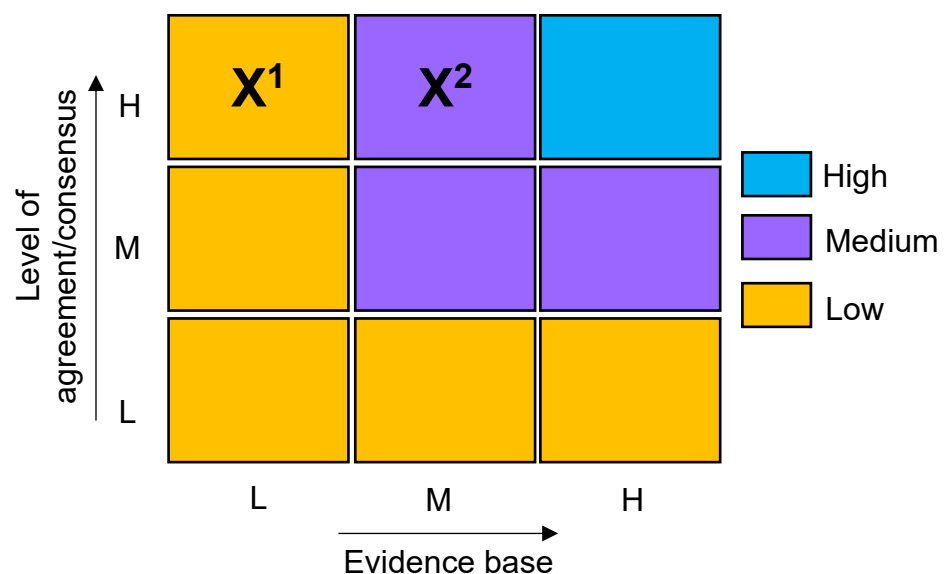 Level of
agreement/consensus
H
M
L
X¹
X²
High
Medium
Low
L
M
H
Evidence base